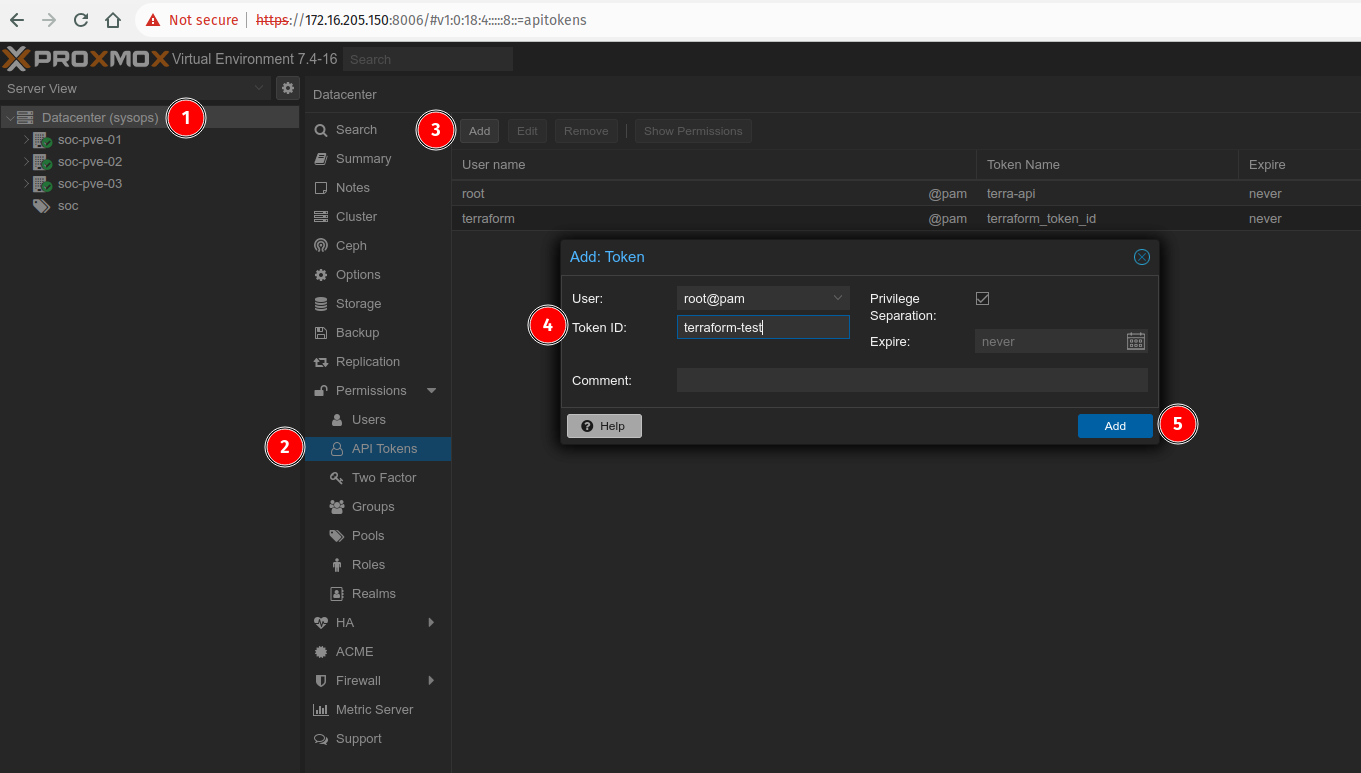 Not secure https://172.16.205.150:8006/#v1:0:18:4:::::8::=apitokens
PROXMOX Virtual Environment 7.4-16 Search
Server View
Datacenter (sysops)
1
soc-pve-01
soc-pve-02
soc-pve-03
soc
Datacenter
Search
Summary
Notes
Cluster
Ceph
Options
Storage
Backup
Replication
Permissions
Users
2
API Tokens
Two Factor
Groups
Pools
Roles
Realms
HA
ACME
Firewall
Metric Server
Support
3
Add Edit Remove Show Permissions
User name Token Name Expire
root @pam terra-api never
terraform @pam terraform_token_id never
Add: Token
User: root@pam
Privilege
Separation:
4
Token ID: terraform-test
Expire: never
Comment:
Help Add
5